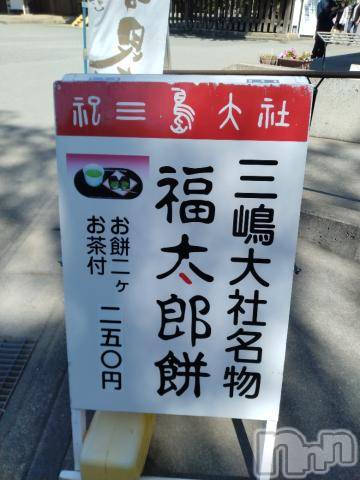 祝三島大社
三嶋大社名物
福太郎餅
お餅二ヶ
お茶付
二五〇円